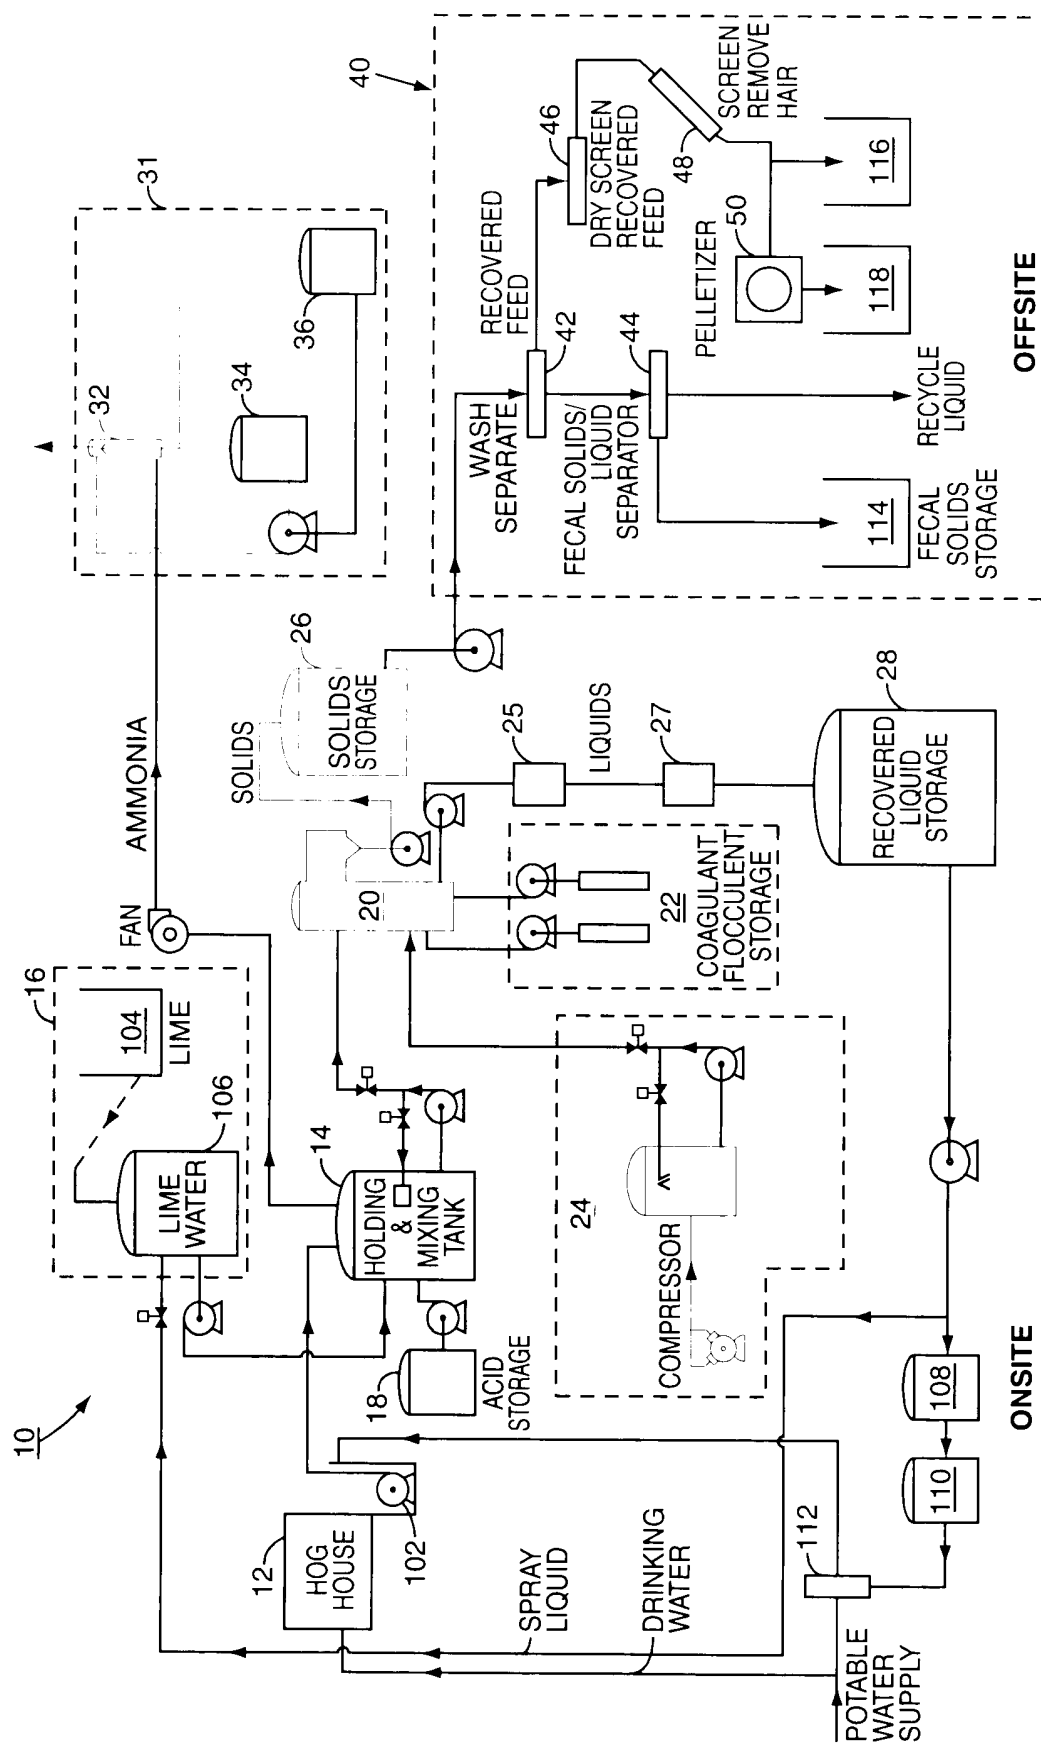 10
16
104
LIME
106
LIME
WATER
FAN
AMMONIA
31
32
34
36
12
HOG
HOUSE
102
18
ACID
STORAGE
14
HOLDING
&
MIXING
TANK
20
SOLIDS
26
SOLIDS
STORAGE
22
COAGULANT
FLOCCULENT
STORAGE
25
LIQUIDS
27
28
RECOVERED
LIQUID
STORAGE
24
COMPRESSOR
SPRAY
LIQUID
DRINKING
WATER
POTABLE
WATER
SUPPLY
112
110
108
ONSITE
40
WASH
SEPARATE
42
RECOVERED
FEED
46
DRY SCREEN
RECOVERED
FEED
48
SCREEN
REMOVE
HAIR
FECAL SOLIDS/
LIQUID
SEPARATOR
44
PELLETIZER
50
114
FECAL
SOLIDS
STORAGE
RECYCLE
LIQUID
118
116
OFFSITE